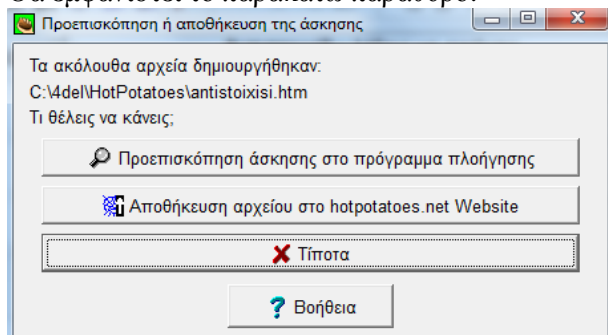 Θα εμφανιστεί το παρακάτω παράθυρο:
Προεπισκόπηση ή αποθήκευση της άσκησης
Τα ακόλουθα αρχεία δημιουργήθηκαν:
C:\4del\HotPotatoes\antistoixisi.htm
Τι θέλεις να κάνεις;
Προεπισκόπηση άσκησης στο πρόγραμμα πλοήγησης
Αποθήκευση αρχείου στο hotpotatoes.net Website
Τίποτα
Βοήθεια